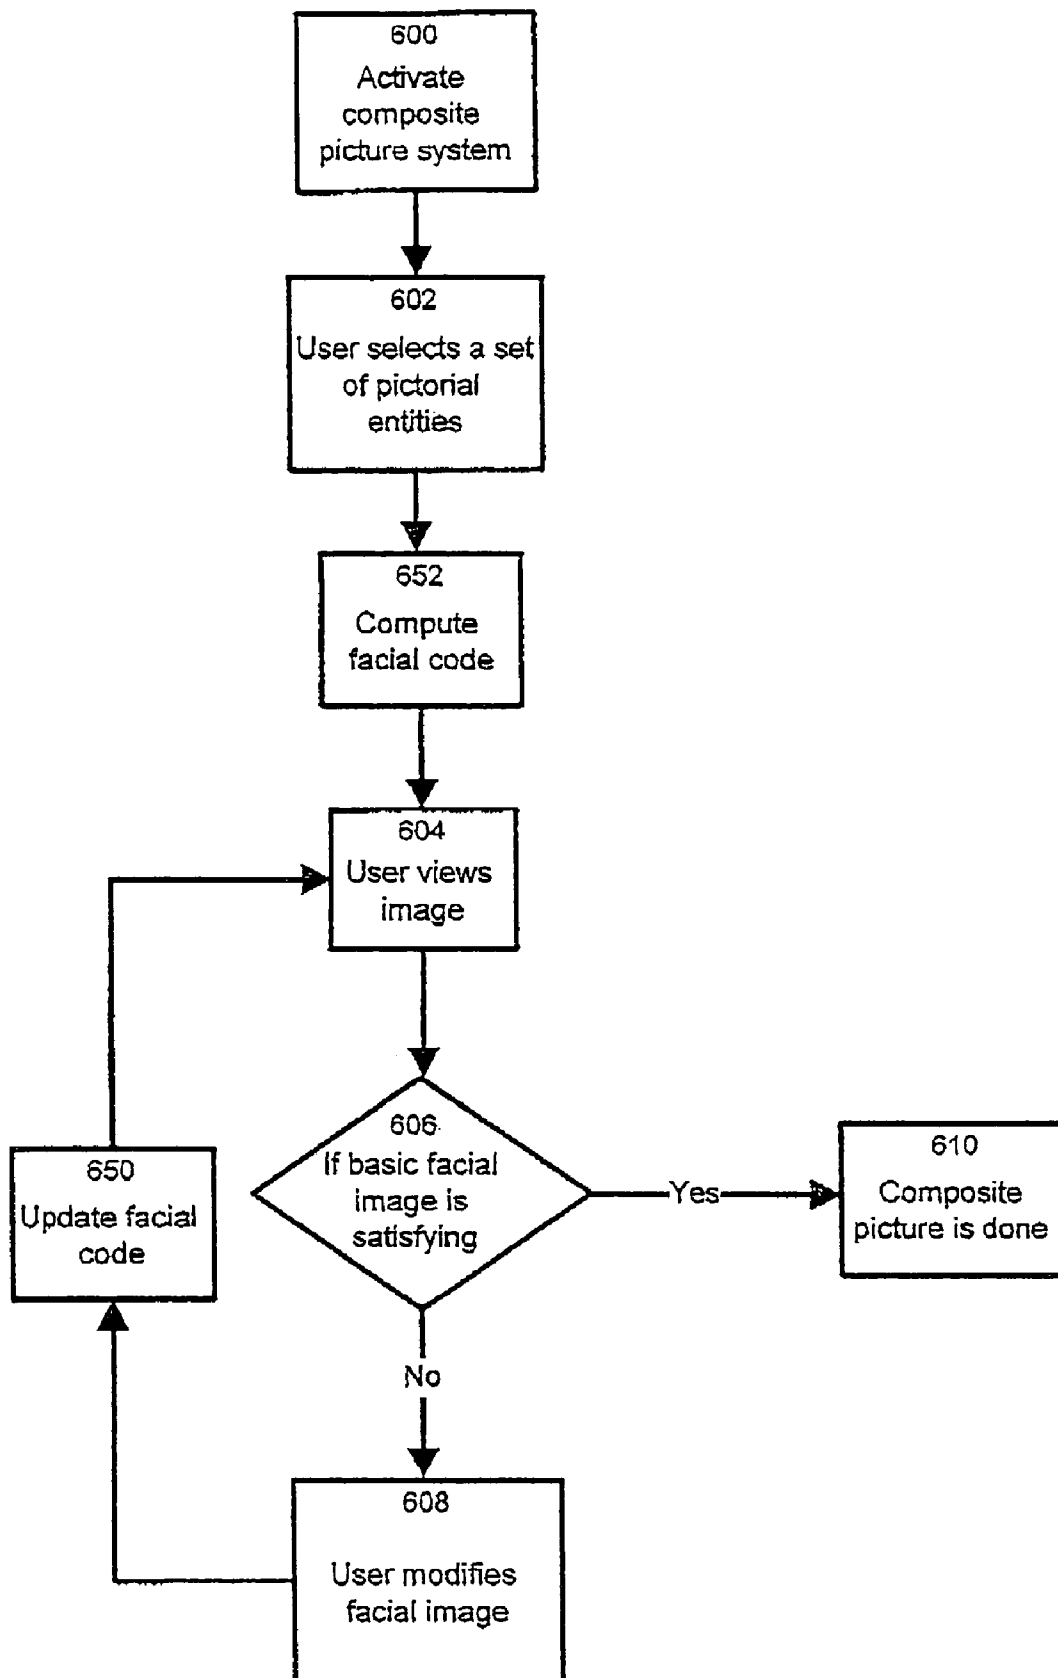 600
Activate
composite
picture system
602
User selects a set
of pictorial
entities
652
Compute
facial code
604
User views
image
606
If basic facial
image is
satisfying
Yes
610
Composite
picture is done
650
Update facial
code
No
608
User modifies
facial image